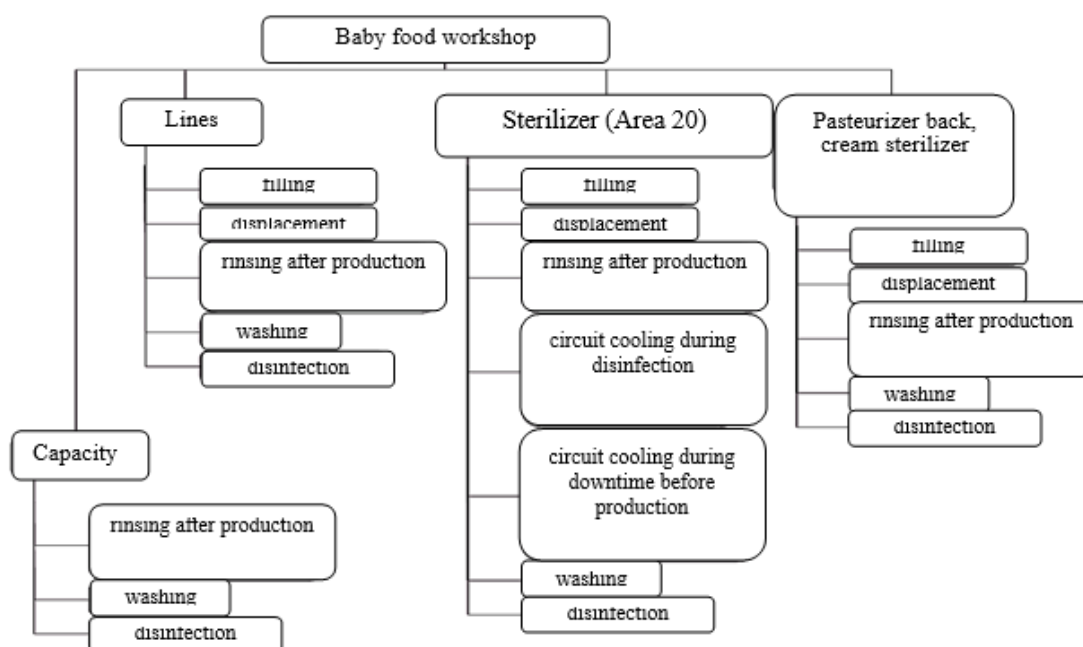 Baby food workshop
Lines
filling
displacement
rinsing after production
washing
disinfection
Capacity
rinsing after production
washing
disinfection
Sterilizer (Area 20)
filling
displacement
rinsing after production
circuit cooling during
disinfection
circuit cooling during
downtime before
production
washing
disinfection
Pasteurizer back,
cream sterilizer
filling
displacement
rinsing after production
washing
disinfection